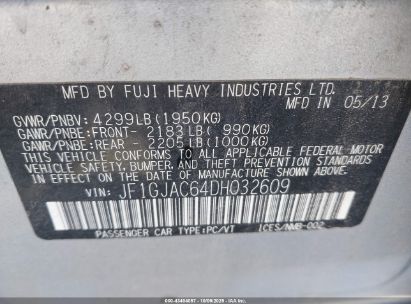 MFD BY FUJI HEAVY INDUSTRIES LTD.
MFD IN 05/13
GVWR/PNBV: 4299LB(1950KG)
GAWR/PNBE:FRONT- 2183LB( 990KG)
GAWR/PNBE:REAR - 2205LB(1000KG)
THIS VEHICLE CONFORMS TO ALL APPLICABLE FEDERAL MOTOR
VEHICLE SAFETY, BUMPER AND THEFT PREVENTION STANDARDS
IN EFFECT ON THE DATE OF MANUFACTURE SHOWN ABOVE.
VIN: JF1GJAC64DH032609
PASSENGER CAR TYPE: PC/VT
ICES/NMB-002